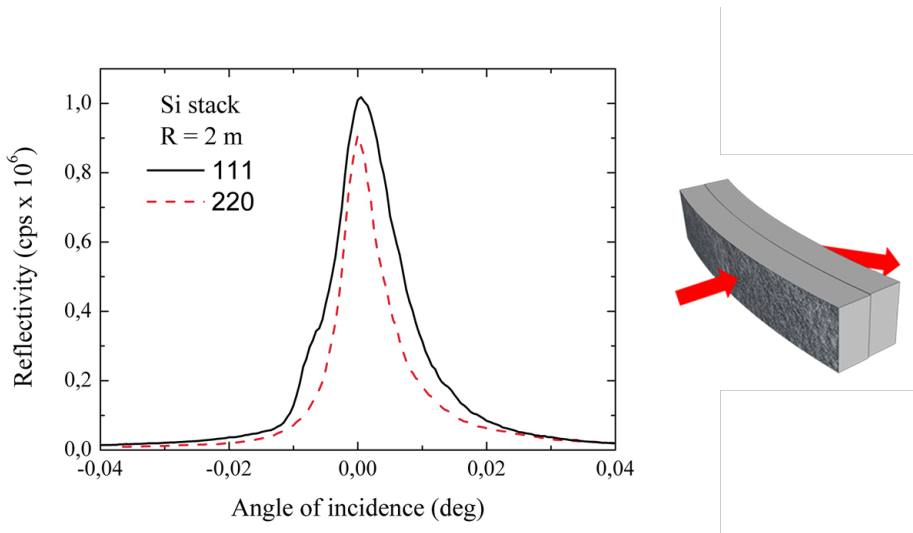 Reflectivity (cps x 10⁶)
1,0
0,8
0,6
0,4
0,2
0,0
Si stack
R = 2 m
111
220
-0,04 -0,02 0,00 0,02 0,04
Angle of incidence (deg)